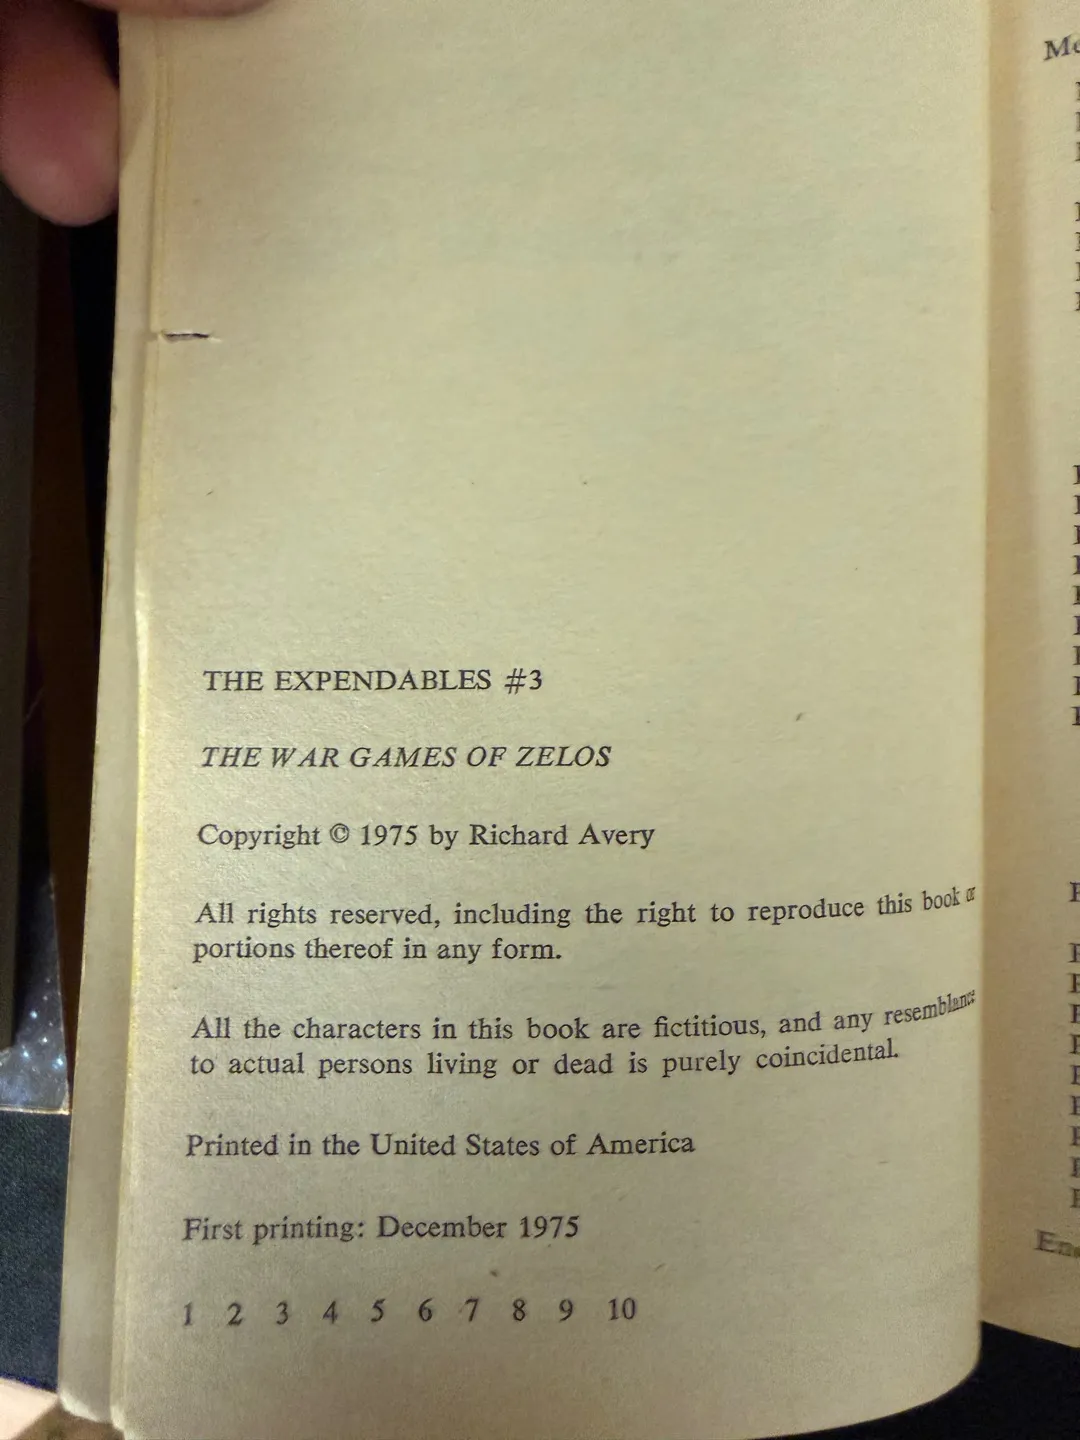 THE EXPENDABLES #3
THE WAR GAMES OF ZELOS
Copyright © 1975 by Richard Avery
All rights reserved, including the right to reproduce this book or
portions thereof in any form.
All the characters in this book are fictitious, and any resemblance
to actual persons living or dead is purely coincidental.
Printed in the United States of America
First printing: December 1975
1 2 3 4 5 6 7 8 9 10